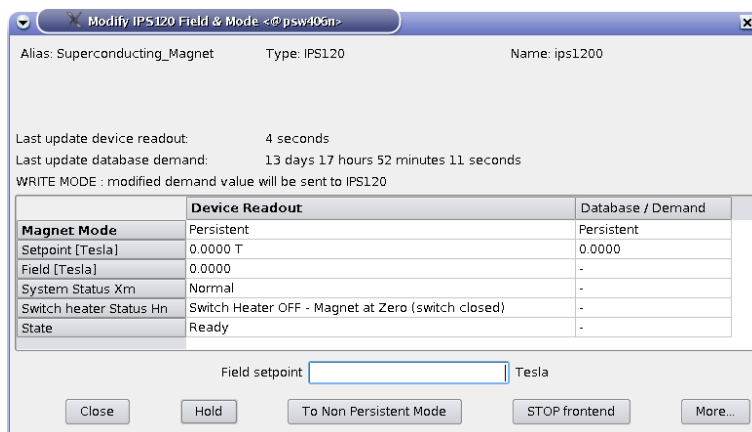 Modify IPS120 Field & Mode <@psw406n>
Alias: Superconducting_Magnet Type: IPS120 Name: ips1200
Last update device readout: 4 seconds
Last update database demand: 13 days 17 hours 52 minutes 11 seconds
WRITE MODE : modified demand value will be sent to IPS120
Device Readout Database / Demand
Magnet Mode Persistent Persistent
Setpoint [Tesla] 0.0000 T 0.0000
Field [Tesla] 0.0000 -
System Status Xm Normal -
Switch heater Status Hn Switch Heater OFF - Magnet at Zero (switch closed) -
State Ready -
Field setpoint Tesla
Close Hold To Non Persistent Mode STOP frontend More...